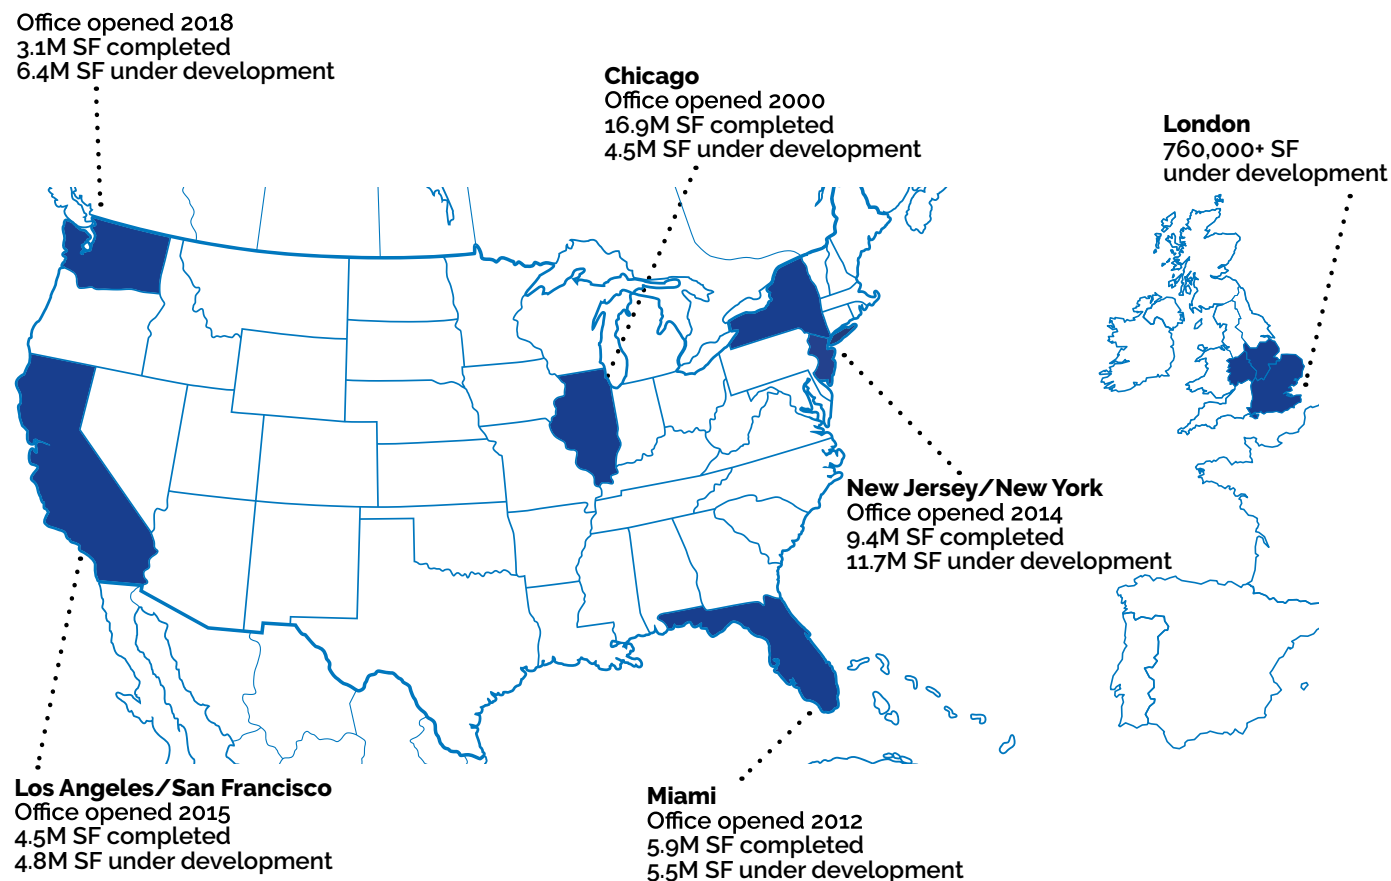 Office opened 2018
3.1M SF completed
6.4M SF under development
Chicago
Office opened 2000
16.9M SF completed
4.5M SF under development
London
760,000+ SF
under development
New Jersey/New York
Office opened 2014
9.4M SF completed
11.7M SF under development
Los Angeles/San Francisco
Office opened 2015
4.5M SF completed
4.8M SF under development
Miami
Office opened 2012
5.9M SF completed
5.5M SF under development